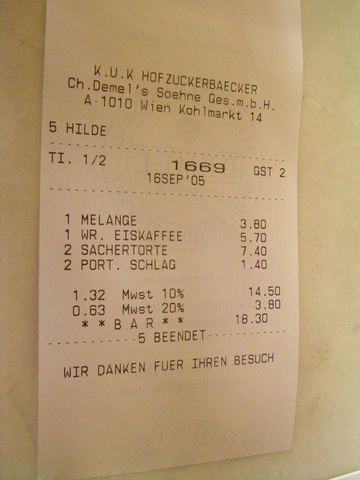 K.U.K HOFZUCKERBAECKER
Ch.Demel's Soehne Ges.m.b.H.
A-1010 Wien Kohlmarkt 14
5 HILDE
TI. 1/2 1669 GST 2
16SEP'05
1 MELANGE 3.80
1 WR. EISKAFFEE 5.70
2 SACHERTORTE 7.40
2 PORT. SCHLAG 1.40
1.32 Mwst 10% 14.50
0.63 Mwst 20% 3.80
* * B A R * * 18.30
-----------5 BEENDET-----------
WIR DANKEN FUER IHREN BESUCH